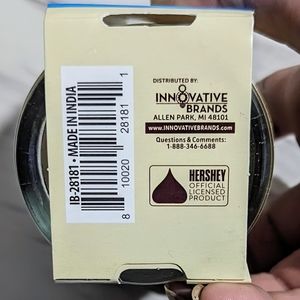 IB-28181 • MADE IN INDIA
8 10020 28181 1
DISTRIBUTED BY:
INNOVATIVE
BRANDS
ALLEN PARK, MI 48101
www.INNOVATIVEBRANDS.com
Questions & Comments:
1-888-346-6688
HERSHEY
OFFICIAL
LICENSED
PRODUCT